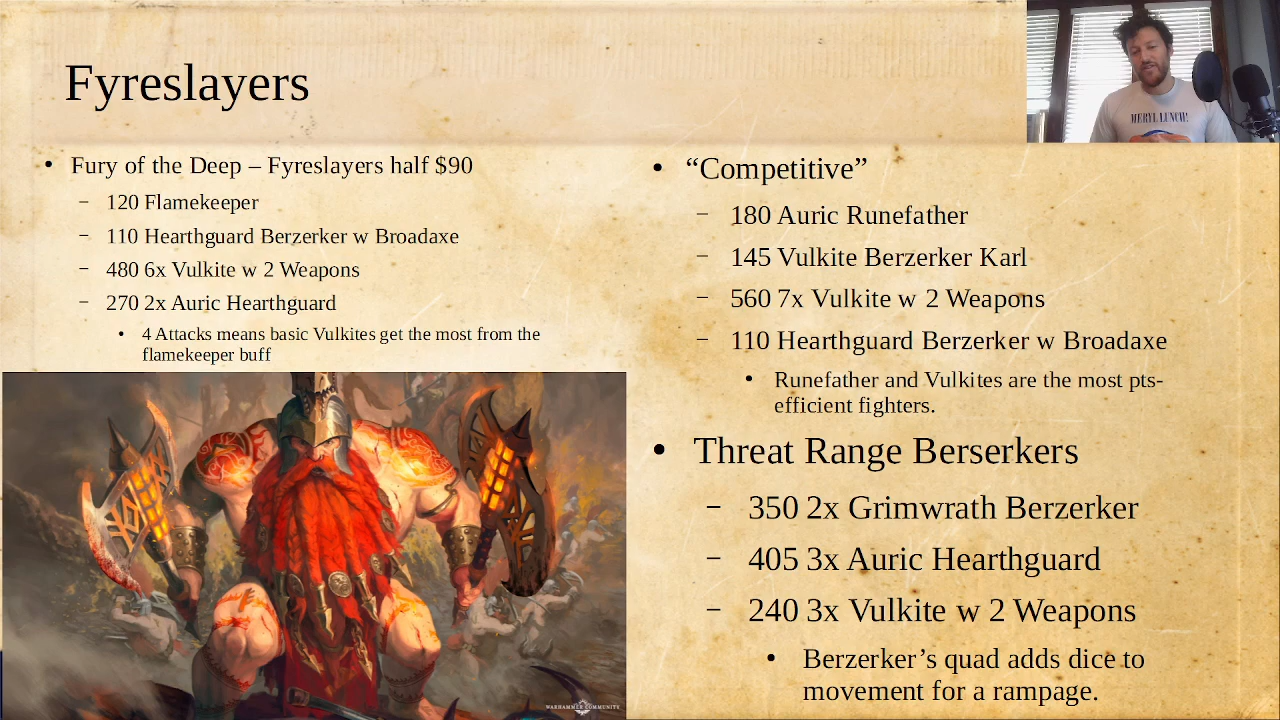 Fyreslayers
MERYL LUNCH!
• Fury of the Deep – Fyreslayers half $90
– 120 Flamekeeper
– 110 Hearthguard Berzerker w Broadaxe
– 480 6x Vulkite w 2 Weapons
– 270 2x Auric Hearthguard
• 4 Attacks means basic Vulkites get the most from the
flamekeeper buff
WARHAMMER COMMUNITY
• “Competitive”
– 180 Auric Runefather
– 145 Vulkite Berzerker Karl
– 560 7x Vulkite w 2 Weapons
– 110 Hearthguard Berzerker w Broadaxe
• Runefather and Vulkites are the most pts-
efficient fighters.
• Threat Range Berserkers
– 350 2x Grimwrath Berzerker
– 405 3x Auric Hearthguard
– 240 3x Vulkite w 2 Weapons
• Berzerker’s quad adds dice to
movement for a rampage.